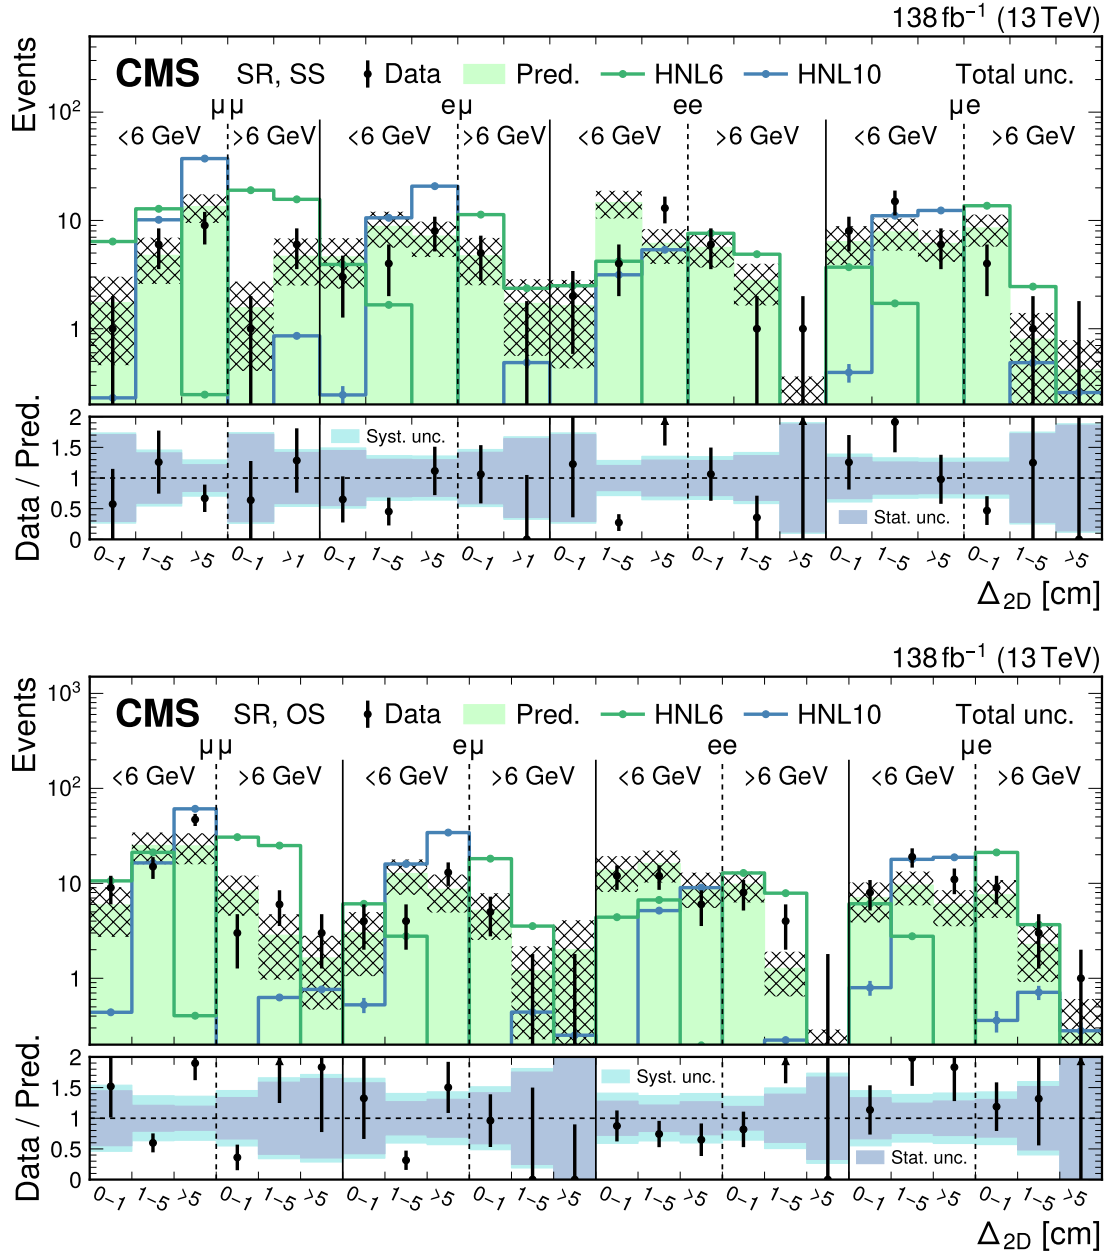 138 fb⁻¹ (13 TeV)
Events
CMS SR, SS Data Pred. HNL6 HNL10 Total unc.
μμ eμ ee μe
<6 GeV >6 GeV <6 GeV >6 GeV <6 GeV >6 GeV <6 GeV >6 GeV
10²
10
1
Data / Pred.
2
1.5
1
0.5
0
Syst. unc.
Stat. unc.
0–1 1–5 >5 0–1 >1 0–1 1–5 >5 0–1 >1 0–1 1–5 >5 0–1 1–5 >5 0–1 1–5 >5 0–1 1–5 >5
Δ2D [cm]
138 fb⁻¹ (13 TeV)
Events
10³
CMS SR, OS Data Pred. HNL6 HNL10 Total unc.
μμ eμ ee μe
<6 GeV >6 GeV <6 GeV >6 GeV <6 GeV >6 GeV <6 GeV >6 GeV
10²
10
1
Data / Pred.
2
1.5
1
0.5
0
Syst. unc.
Stat. unc.
0–1 1–5 >5 0–1 1–5 >5 0–1 1–5 >5 0–1 1–5 >5 0–1 1–5 >5 0–1 1–5 >5 0–1 1–5 >5 0–1 1–5 >5
Δ2D [cm]